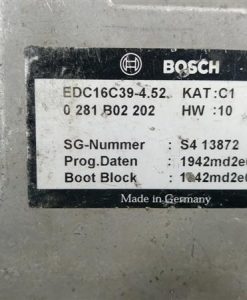 BOSCH
EDC16C39-4.52. KAT:C1
0 281 B02 202 HW :10
SG-Nummer : S4 13872
Prog.Daten : 1942md2e
Boot Block : 1042md2e
Made in Germany